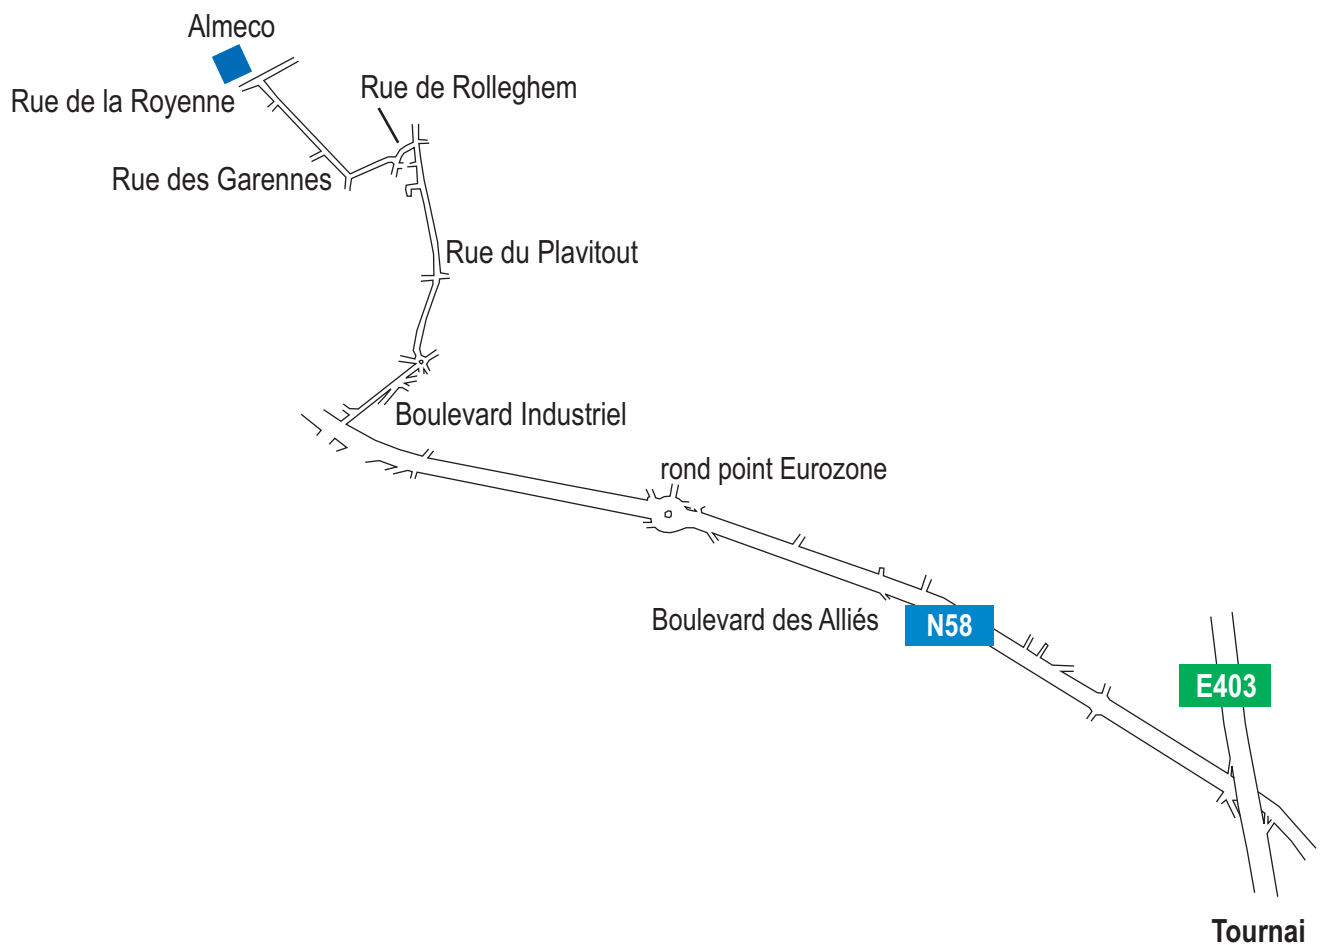 Almeco
Rue de Rolleghem
Rue de la Royenne
Rue des Garennes
Rue du Plavitout
Boulevard Industriel
rond point Eurozone
Boulevard des Alliés
N58
E403
Tournai